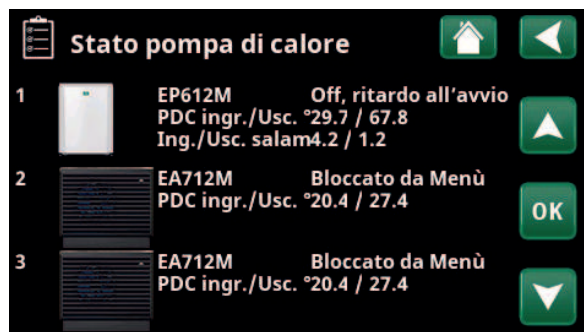 Stato pompa di calore
1 EP612M Off, ritardo all'avvio
PDC ingr./Usc. °29.7 / 67.8
Ing./Usc. salam4.2 / 1.2
2 EA712M Bloccato da Menù
PDC ingr./Usc. °20.4 / 27.4
OK
3 EA712M Bloccato da Menù
PDC ingr./Usc. °20.4 / 27.4